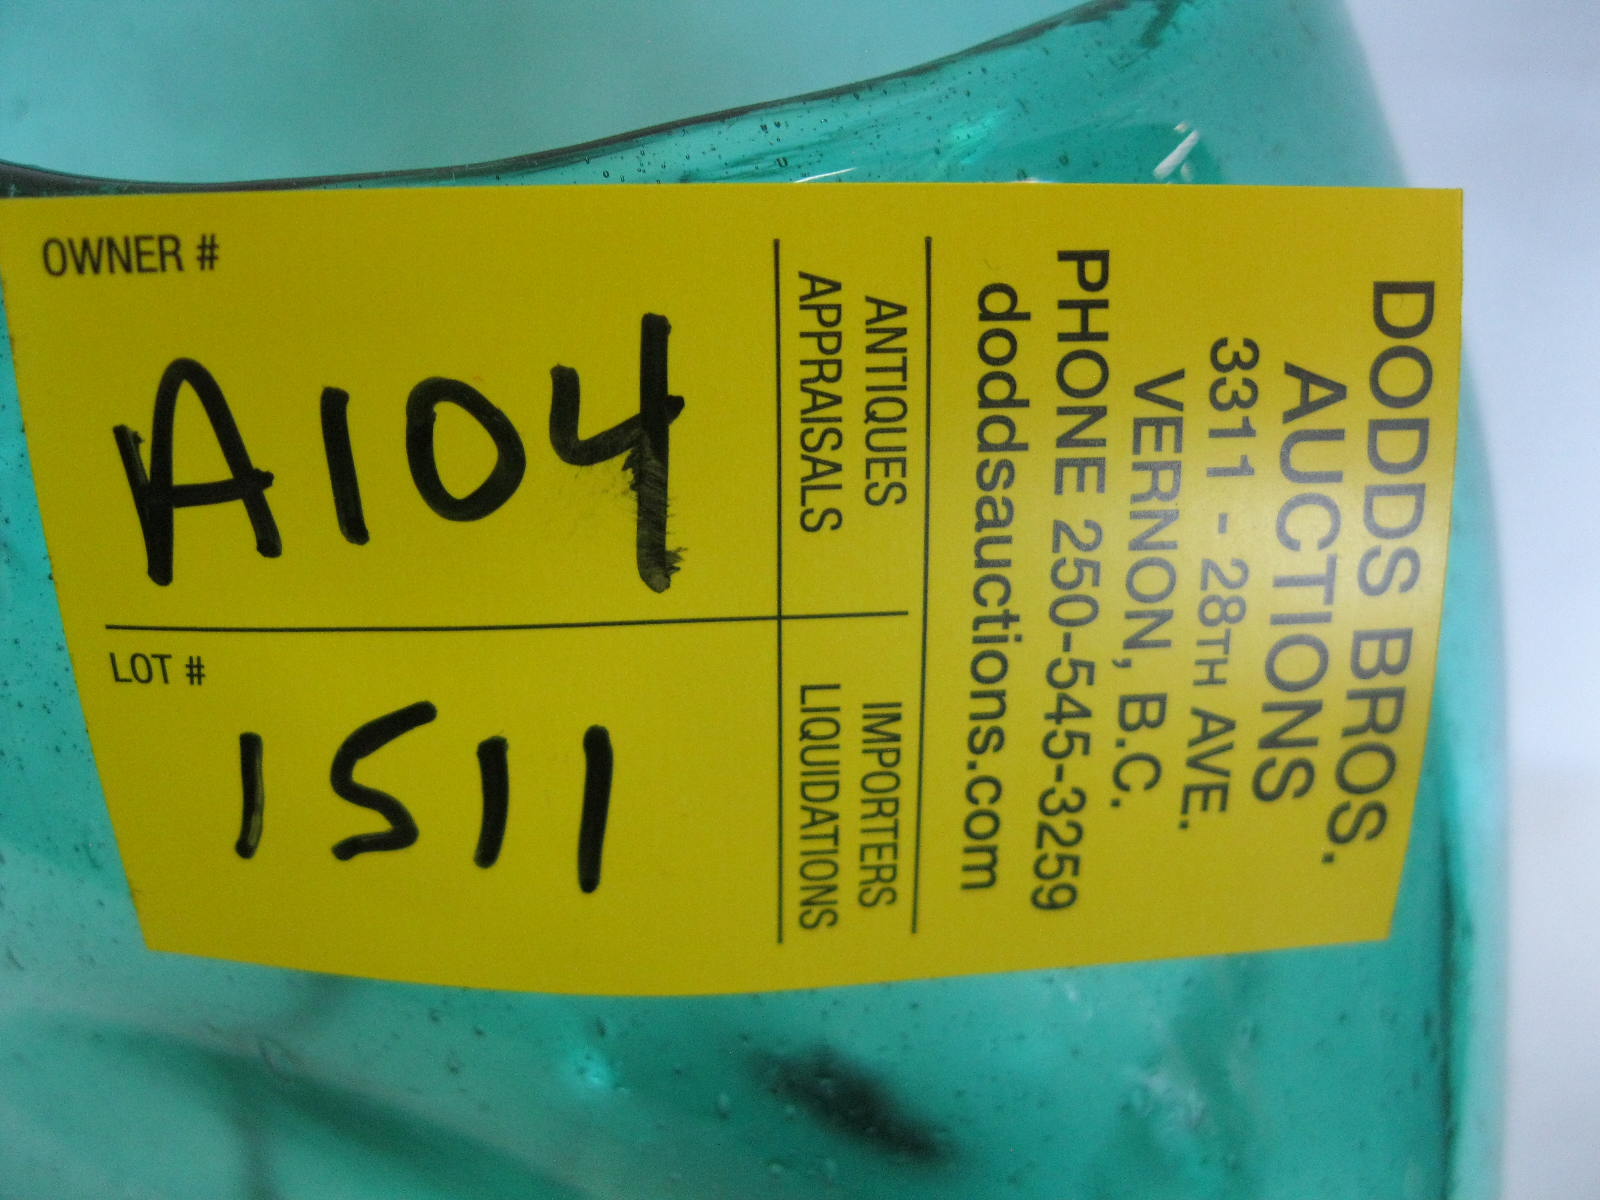 DODDS BROS.
AUCTIONS
3311 - 28TH AVE.
VERNON, B.C.
PHONE 250-545-3259
doddsauctions.com
ANTIQUES
APPRAISALS
IMPORTERS
LIQUIDATIONS
OWNER #
A104
LOT #
1511